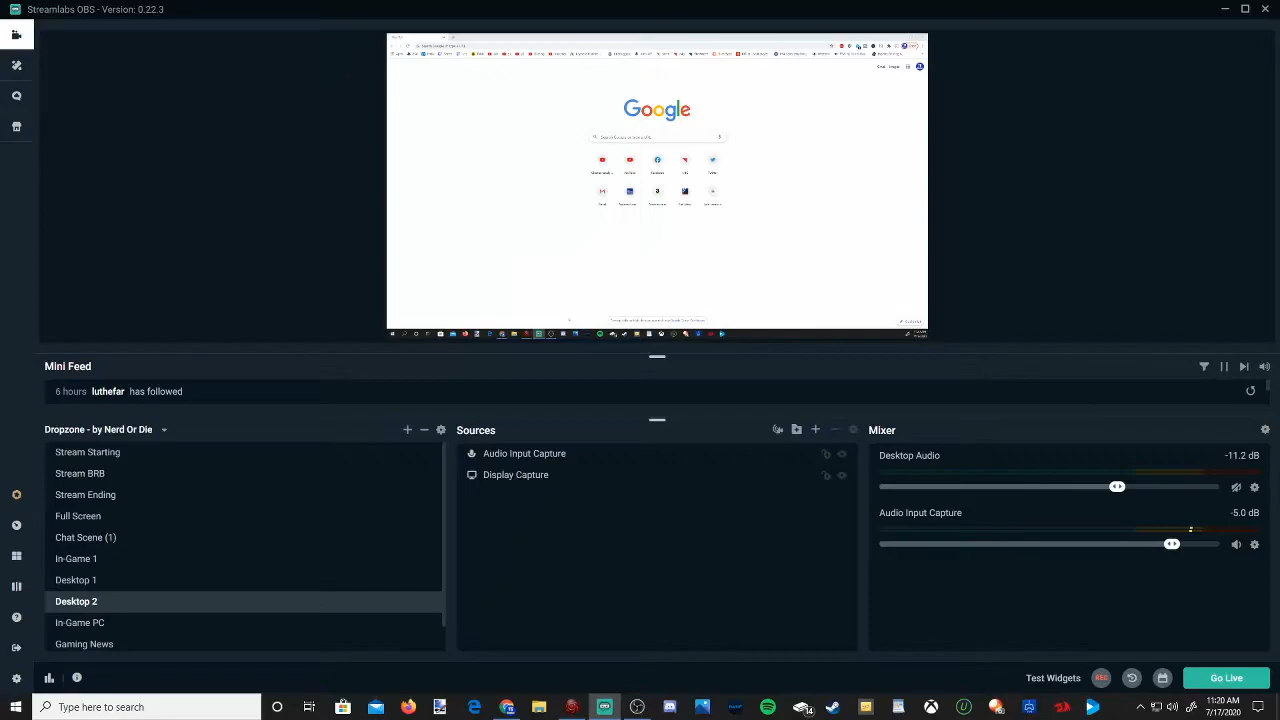 Streamlabs OBS - Version: 0.22.3
Google
Mini Feed
6 hours luthefar has followed
Dropzone - by Nerd Or Die
Stream Starting
Stream BRB
Stream Ending
Full Screen
Chat Scene (1)
In-Game 1
Desktop 1
Desktop 2
In-Game PC
Gaming News
Sources
Audio Input Capture
Display Capture
Mixer
Desktop Audio -11.2 dB
Audio Input Capture -5.0 dB
Test Widgets REC Go Live
Type here to search
14
11:20 AM
7/17/2020